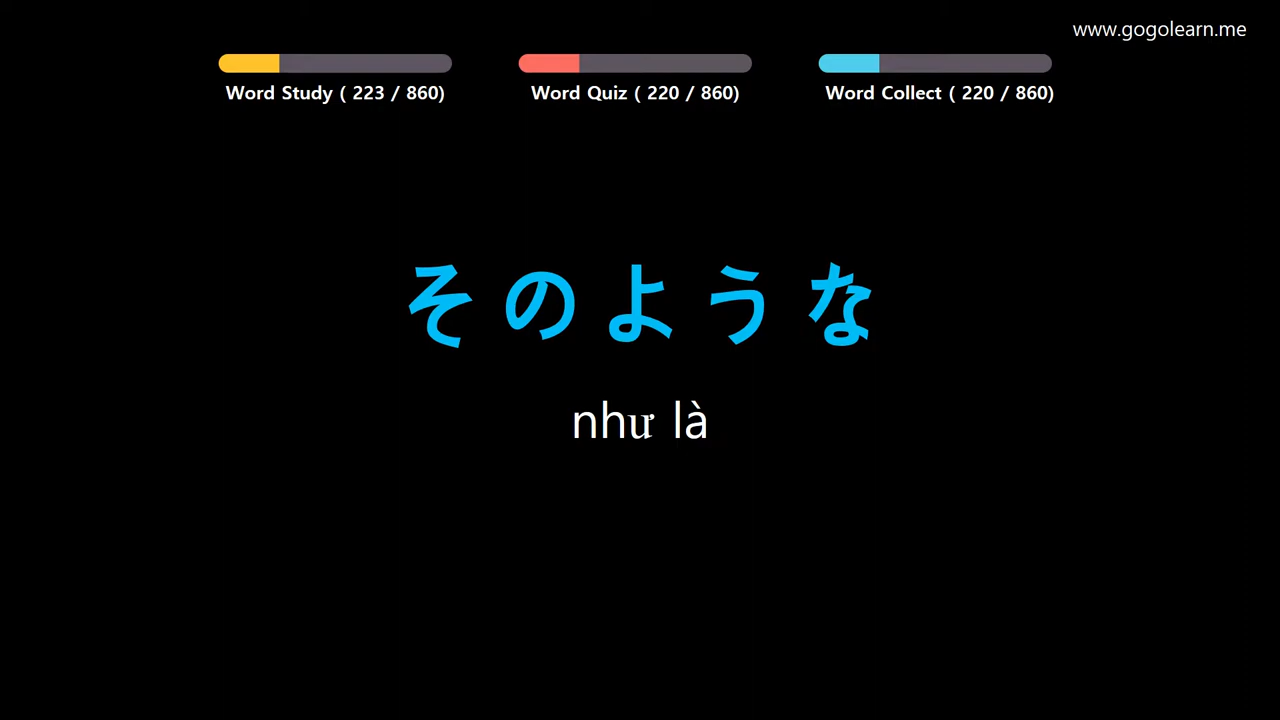 www.gogolearn.me
Word Study ( 223 / 860)
Word Quiz ( 220 / 860)
Word Collect ( 220 / 860)
そのような
như là